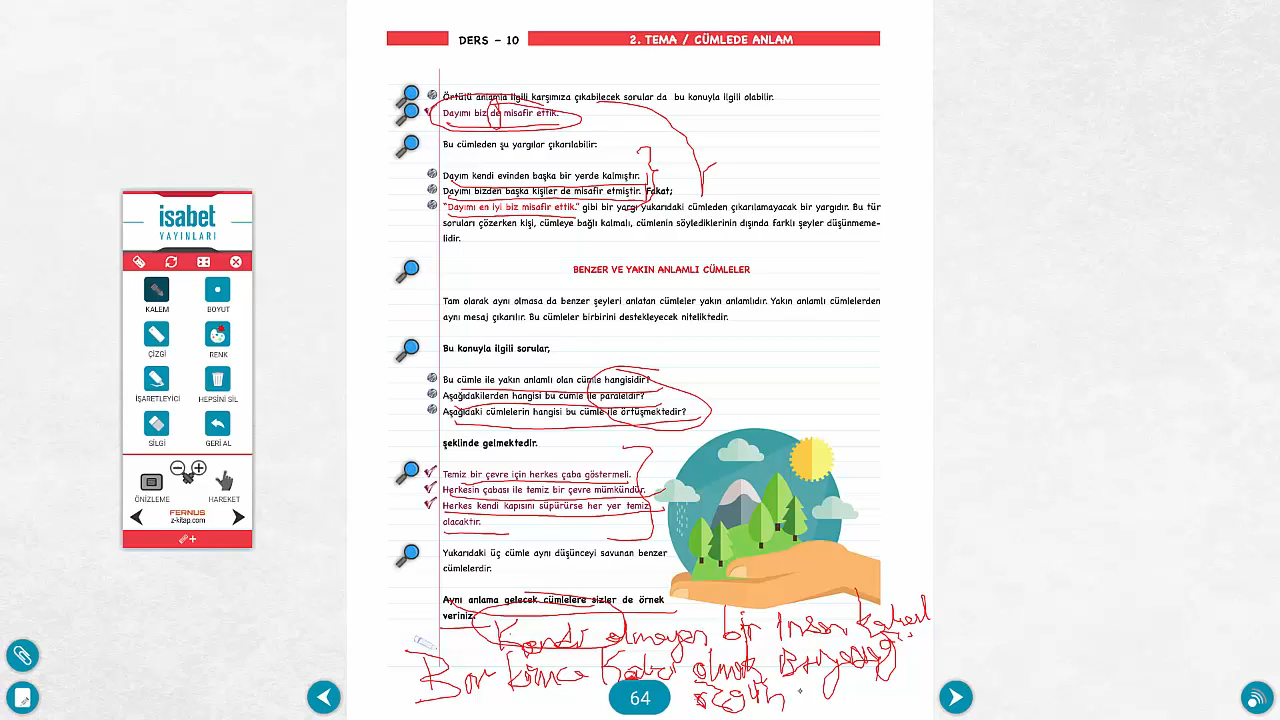 DERS - 10
2. TEMA / CÜMLEDE ANLAM
Örtülü anlamla ilgili karşımıza çıkabilecek sorular da bu konuyla ilgili olabilir.
Dayımı biz de misafir ettik.
Bu cümleden şu yargılar çıkarılabilir:
Dayım kendi evinden başka bir yerde kalmıştır.
Dayımı bizden başka kişiler de misafir etmiştir. Fakat;
"Dayımı en iyi biz misafir ettik." gibi bir yargı yukarıdaki cümleden çıkarılamayacak bir yargıdır. Bu tür
soruları çözerken kişi, cümleye bağlı kalmalı, cümlenin söylediklerinin dışında farklı şeyler düşünmeme-
lidir.
BENZER VE YAKIN ANLAMLI CÜMLELER
Tam olarak aynı olmasa da benzer şeyleri anlatan cümleler yakın anlamlıdır. Yakın anlamlı cümlelerden
aynı mesaj çıkarılır. Bu cümleler birbirini destekleyecek niteliktedir.
Bu konuyla ilgili sorular,
Bu cümle ile yakın anlamlı olan cümle hangisidir?
Aşağıdakilerden hangisi bu cümle ile paraleldir?
Aşağıdaki cümlelerin hangisi bu cümle ile örtüşmektedir?
şeklinde gelmektedir.
Temiz bir çevre için herkes çaba göstermeli.
Herkesin çabası ile temiz bir çevre mümkündür.
Herkes kendi kapısını süpürürse her yer temiz
alacaktır.
Yukarıdaki üç cümle aynı düşünceyi savunan benzer
cümlelerdir.
Aynı anlama gelecek cümlelere sizler de örnek
veriniz.
Kendi olmayan bir insan
64
isabet
YAYINLARI
KALEM
BOYUT
ÇİZGİ
RENK
İŞARETLEYİCİ
HEPSİNİ SİL
SİLGİ
GERİ AL
ÖNİZLEME
HAREKET
FERNUS
z-kitap.com